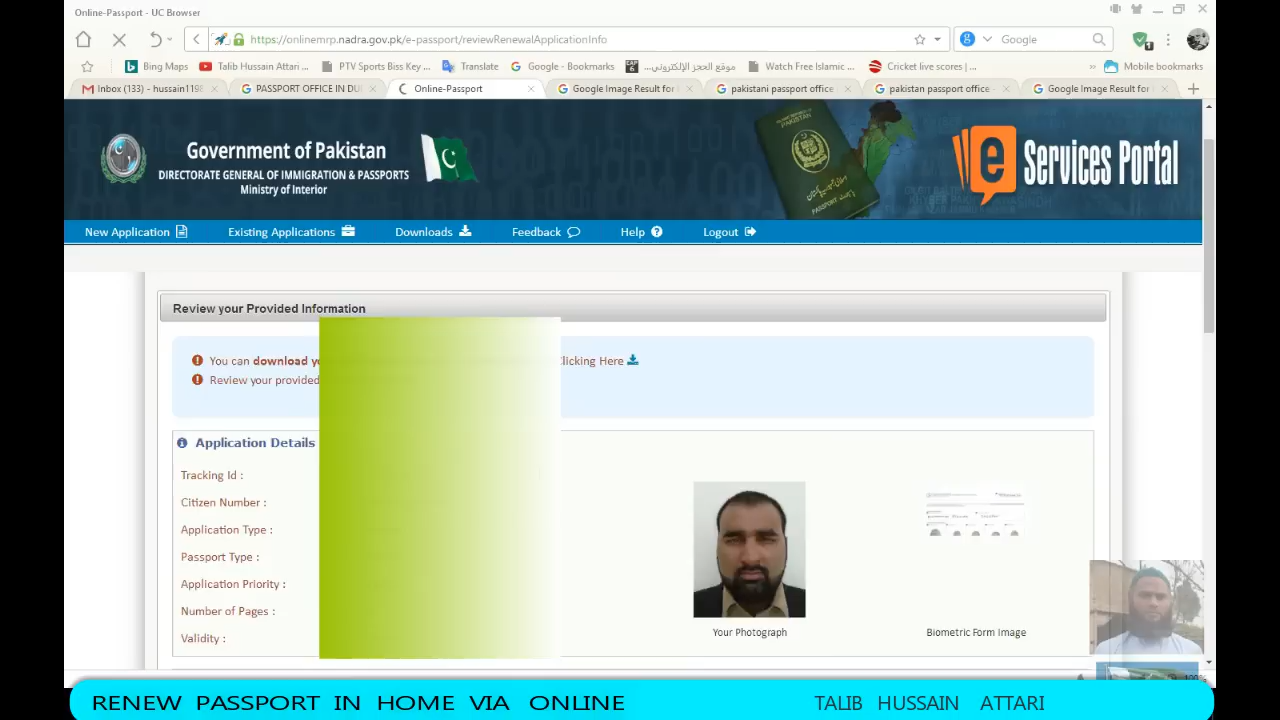 Online-Passport - UC Browser
https://onlinemrp.nadra.gov.pk/e-passport/reviewRenewalApplicationInfo
Google
Bing Maps
Talib Hussain Attari ...
PTV Sports Biss Key ...
Translate
Google - Bookmarks
موقع الحجز الإلكتروني...
Watch Free Islamic ...
Cricket live scores | ...
» Mobile bookmarks
Inbox (133) - hussain1198
PASSPORT OFFICE IN DU
Online-Passport
Google Image Result for
pakistani passport office
pakistan passport office -
Google Image Result for
Government of Pakistan
DIRECTORATE GENERAL OF IMMIGRATION & PASSPORTS
Ministry of Interior
e Services Portal
New Application
Existing Applications
Downloads
Feedback
Help
Logout
Review your Provided Information
You can download yo
Clicking Here
Review your provided
Application Details
Tracking Id :
Citizen Number :
Application Type :
Passport Type :
Application Priority :
Number of Pages :
Validity :
Your Photograph
Biometric Form Image
100%
RENEW PASSPORT IN HOME VIA ONLINE
TALIB HUSSAIN ATTARI